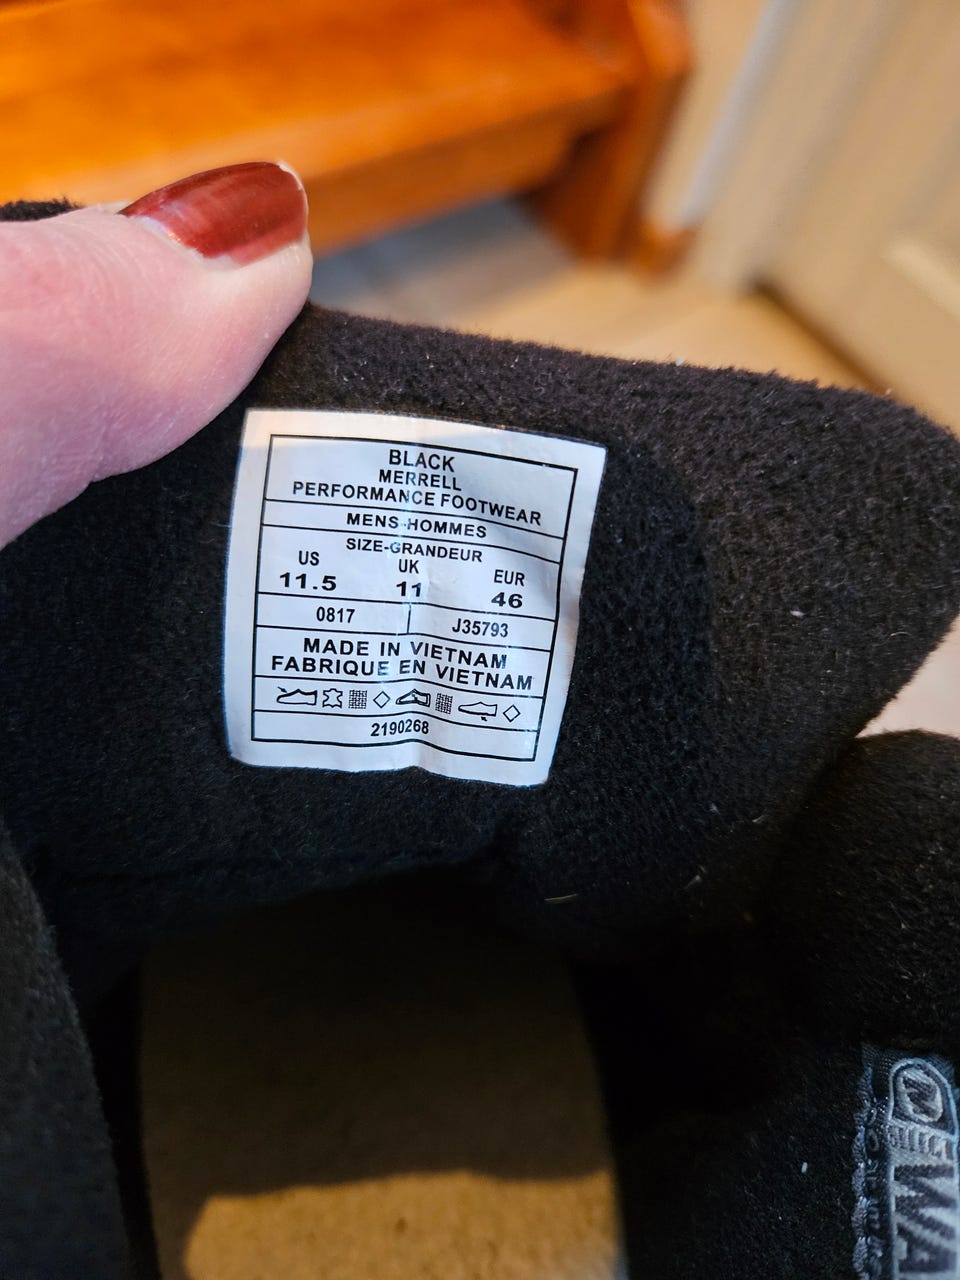 BLACK
MERRELL
PERFORMANCE FOOTWEAR
MENS-HOMMES
SIZE-GRANDEUR
US UK EUR
11.5 11 46
0817 J35793
MADE IN VIETNAM
FABRIQUE EN VIETNAM
2190268